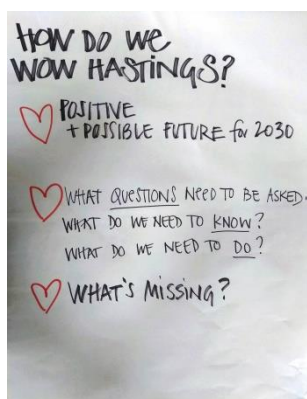 HOW DO WE
WOW HASTINGS?
POSITIVE
+ POSSIBLE FUTURE for 2030
WHAT QUESTIONS NEED TO BE ASKED.
WHAT DO WE NEED TO KNOW?
WHAT DO WE NEED TO DO?
WHAT'S MISSING?